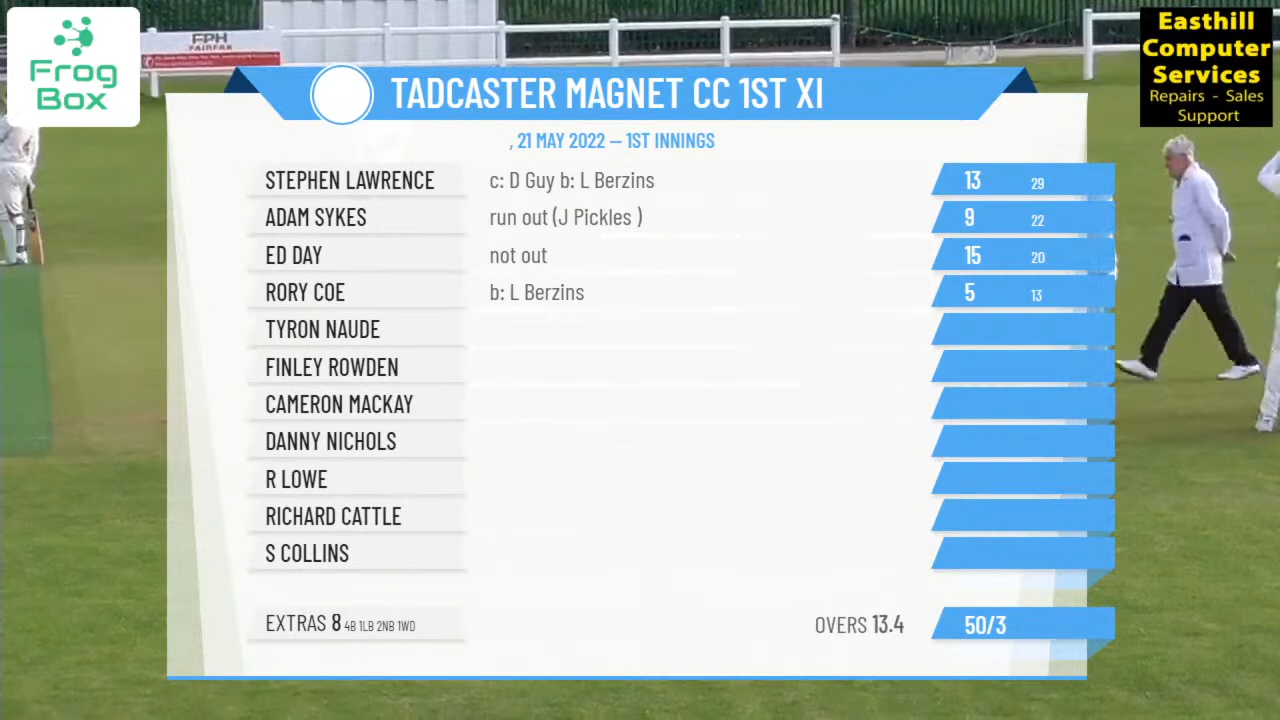 Frog
Box
FPH
FAIRFAX
Easthill
Computer
Services
Repairs - Sales
Support
TADCASTER MAGNET CC 1ST XI
, 21 MAY 2022 – 1ST INNINGS
STEPHEN LAWRENCE c: D Guy b: L Berzins 13 29
ADAM SYKES run out (J Pickles ) 9 22
ED DAY not out 15 20
RORY COE b: L Berzins 5 13
TYRON NAUDE
FINLEY ROWDEN
CAMERON MACKAY
DANNY NICHOLS
R LOWE
RICHARD CATTLE
S COLLINS
EXTRAS 8 4B 1LB 2NB 1WD OVERS 13.4 50/3